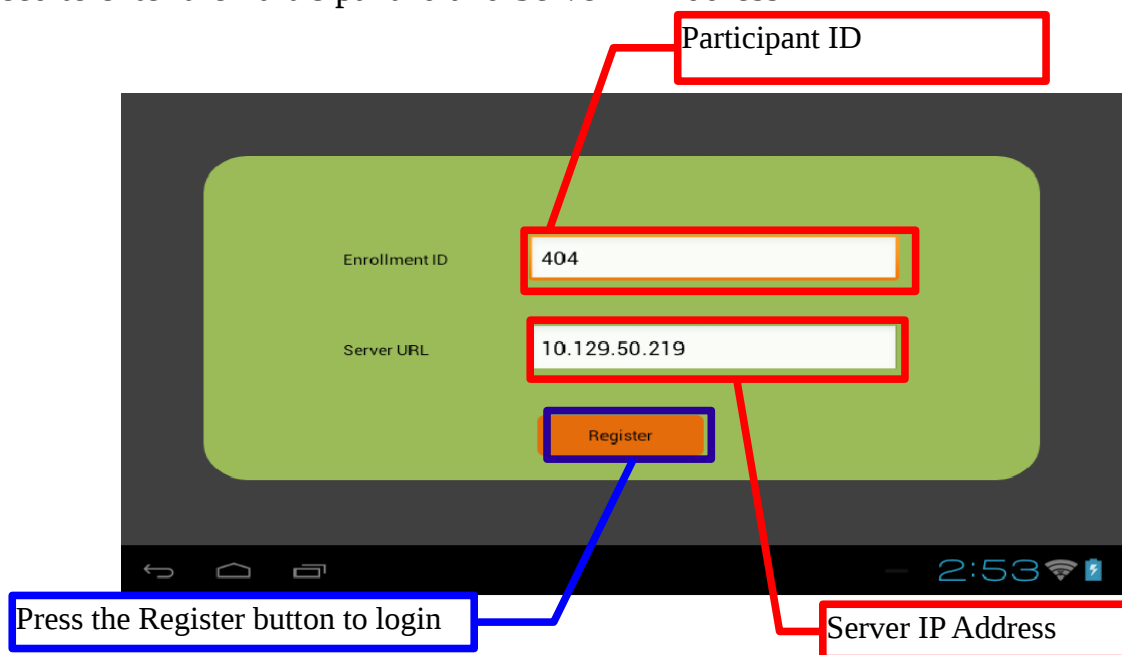 Participant ID
Enrollment ID 404
Server URL 10.129.50.219
Register
2:53
Press the Register button to login
Server IP Address